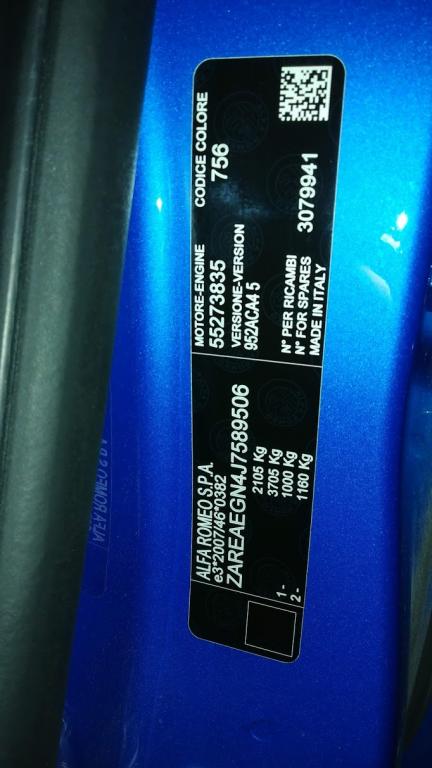 ALFA ROMEO S.P.A.
e3*2007/46*0382
ZAREAEGN4J7589506
2105 Kg
3705 Kg
1- 1000 Kg
2- 1160 Kg
MOTORE-ENGINE CODICE COLORE
55273835 756
VERSIONE-VERSION
952ACA44 5
N° PER RICAMBI
N° FOR SPARES 3079941
MADE IN ITALY